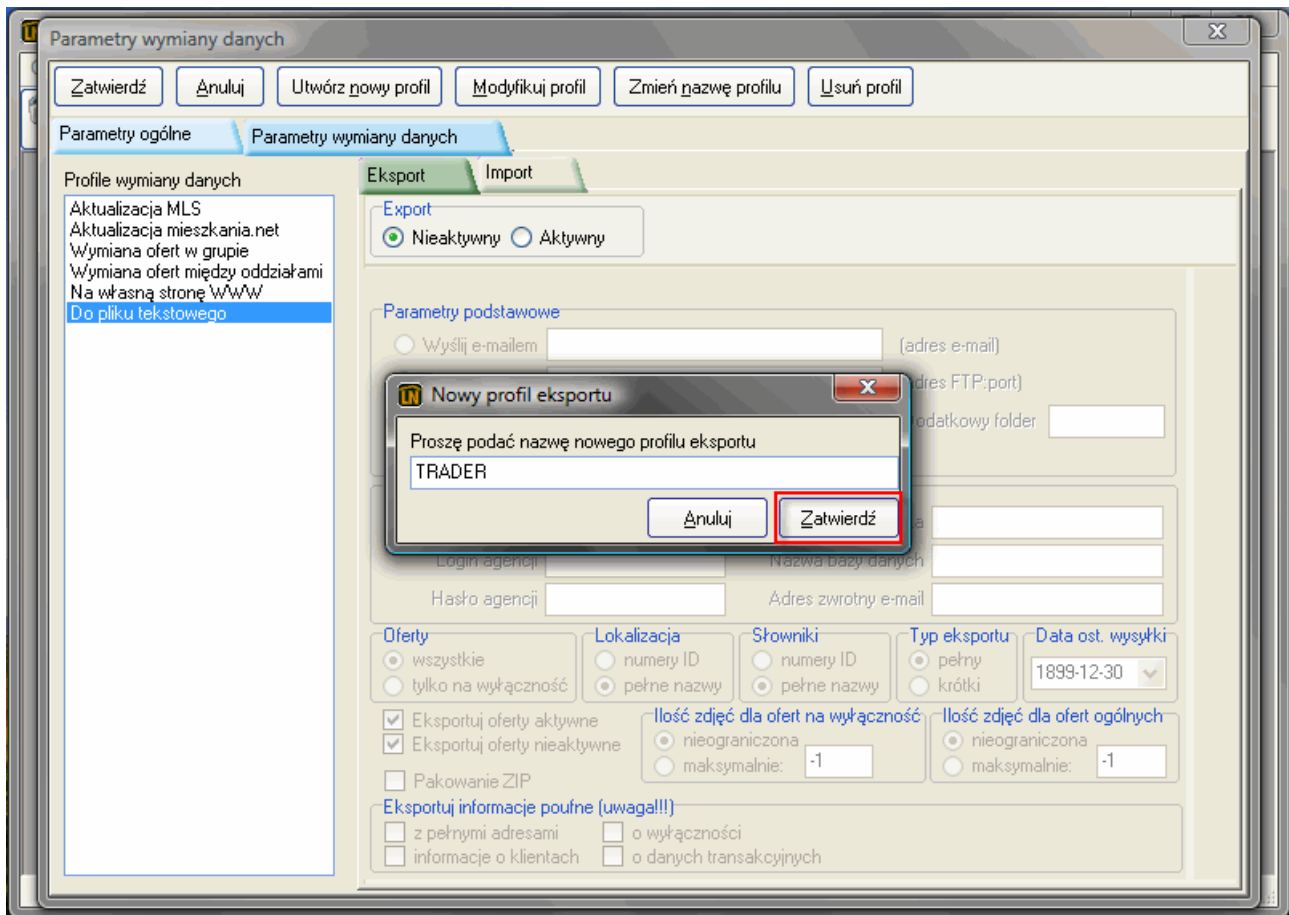 Parametry wymiany danych
Zatwierdź Anuluj Utwórz nowy profil Modyfikuj profil Zmień nazwę profilu Usuń profil
Parametry ogólne Parametry wymiany danych
Profile wymiany danych
Aktualizacja MLS
Aktualizacja mieszkania.net
Wymiana ofert w grupie
Wymiana ofert między oddziałami
Na własną stronę WWW
Do pliku tekstowego
Eksport Import
Export
Nieaktywny Aktywny
Parametry podstawowe
Wyślij e-mailem (adres e-mail)
adres FTP:port)
Dodatkowy folder
Nowy profil eksportu
Proszę podać nazwę nowego profilu eksportu
TRADER
Anuluj Zatwierdź
Login agencji Nazwa bazy danych
Hasło agencji Adres zwrotny e-mail
Oferty Lokalizacja Słowniki Typ eksportu Data ost. wysyłki
wszystkie numery ID numery ID pełny 1899-12-30
tylko na wyłączność pełne nazwy pełne nazwy krótki
Eksportuj oferty aktywne Ilość zdjęć dla ofert na wyłączność Ilość zdjęć dla ofert ogólnych
Eksportuj oferty nieaktywne nieograniczona nieograniczona
maksymalnie: -1 maksymalnie: -1
Pakowanie ZIP
Eksportuj informacje poufne (uwaga!!!)
z pełnymi adresami o wyłączności
informacje o klientach o danych transakcyjnych